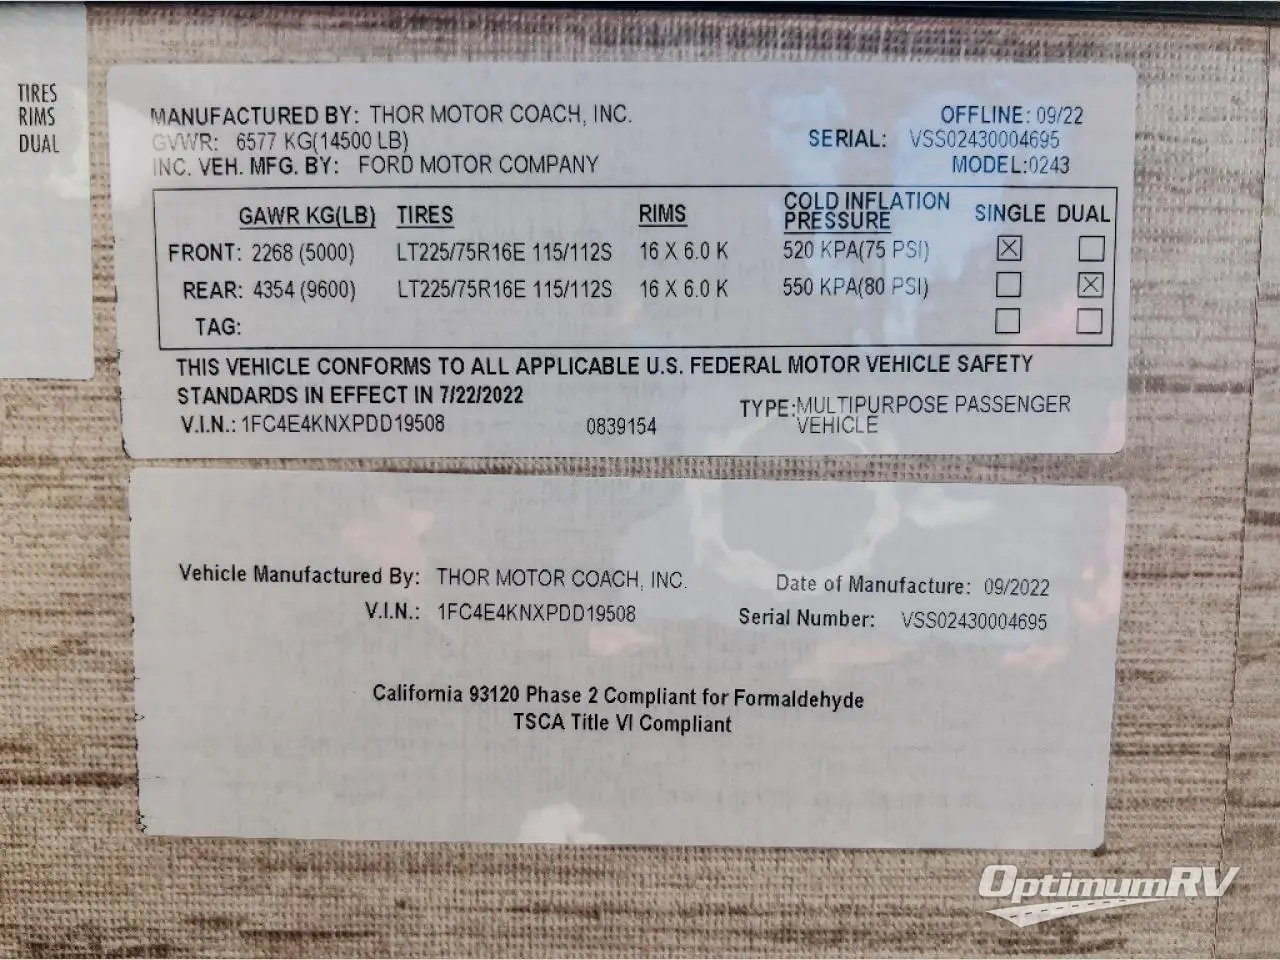 TIRES
RIMS
DUAL
MANUFACTURED BY: THOR MOTOR COACH, INC. OFFLINE: 09/22
GVWR: 6577 KG(14500 LB) SERIAL: VSS02430004695
INC. VEH. MFG. BY: FORD MOTOR COMPANY MODEL:0243
GAWR KG(LB) TIRES RIMS COLD INFLATION PRESSURE SINGLE DUAL
FRONT: 2268 (5000) LT225/75R16E 115/112S 16 X 6.0 K 520 KPA(75 PSI) ☒ ☐
REAR: 4354 (9600) LT225/75R16E 115/112S 16 X 6.0 K 550 KPA(80 PSI) ☐ ☒
TAG: ☐ ☐
THIS VEHICLE CONFORMS TO ALL APPLICABLE U.S. FEDERAL MOTOR VEHICLE SAFETY
STANDARDS IN EFFECT IN 7/22/2022
TYPE:MULTIPURPOSE PASSENGER
VEHICLE
V.I.N.: 1FC4E4KNXPDD19508 0839154
Vehicle Manufactured By: THOR MOTOR COACH, INC. Date of Manufacture: 09/2022
V.I.N.: 1FC4E4KNXPDD19508 Serial Number: VSS02430004695
California 93120 Phase 2 Compliant for Formaldehyde
TSCA Title VI Compliant
OptimumRV